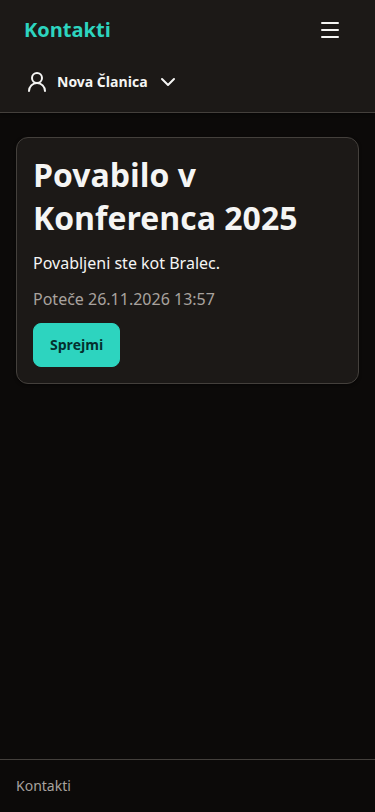 Kontakti
Nova Članica
Povabilo v
Konferenca 2025
Povabljeni ste kot Bralec.
Poteče 26.11.2026 13:57
Sprejmi
Kontakti